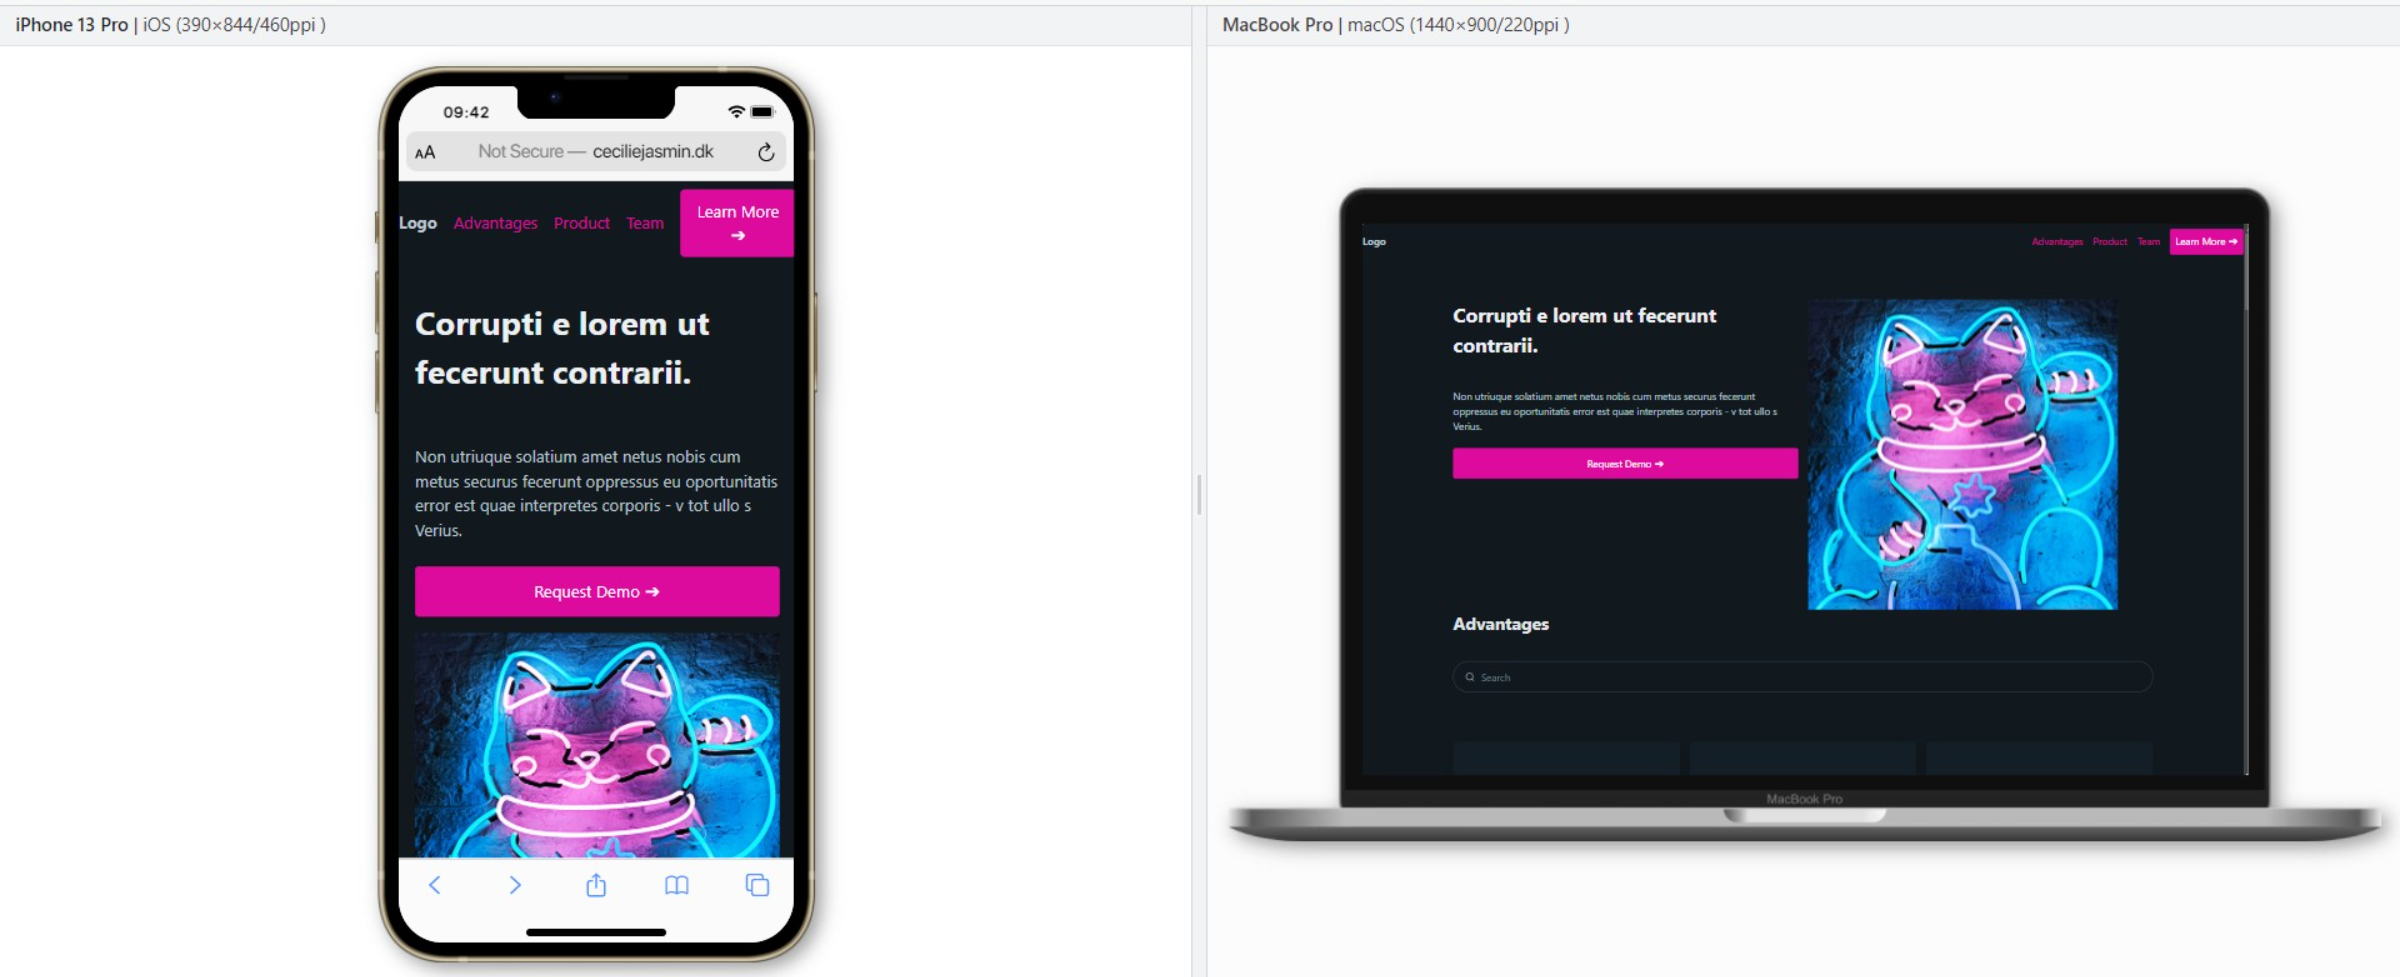 iPhone 13 Pro | iOS (390×844/460ppi )
09:42
AA Not Secure — ceciliejasmin.dk
Logo Advantages Product Team Learn More ➔
Corrupti e lorem ut
fecerunt contrarii.
Non utriuque solatium amet netus nobis cum
metus securus fecerunt oppressus eu oportunitatis
error est quae interpretes corporis - v tot ullo s
Verius.
Request Demo ➔
MacBook Pro | macOS (1440×900/220ppi )
Logo Advantages Product Team Learn More ➔
Corrupti e lorem ut fecerunt
contrarii.
Non utriuque solatium amet netus nobis cum metus securus fecerunt
oppressus eu oportunitatis error est quae interpretes corporis - v tot ullo s
Verius.
Request Demo ➔
Advantages
Search
MacBook Pro